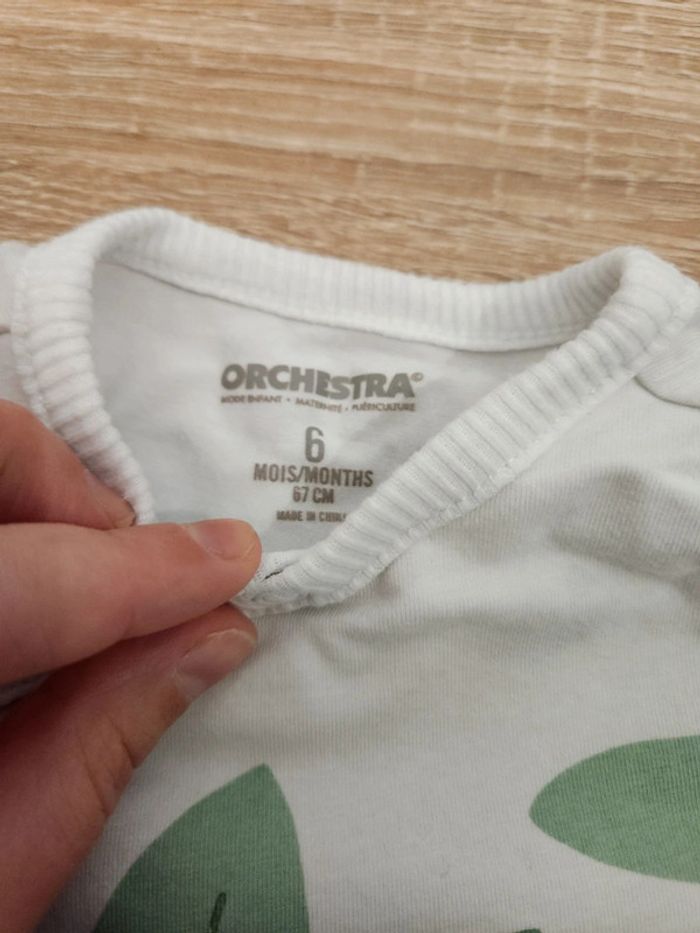 ORCHESTRA©
MODE ENFANT • MATERNITÉ • PUÉRICULTURE
6
MOIS/MONTHS
67 CM
MADE IN CHINA